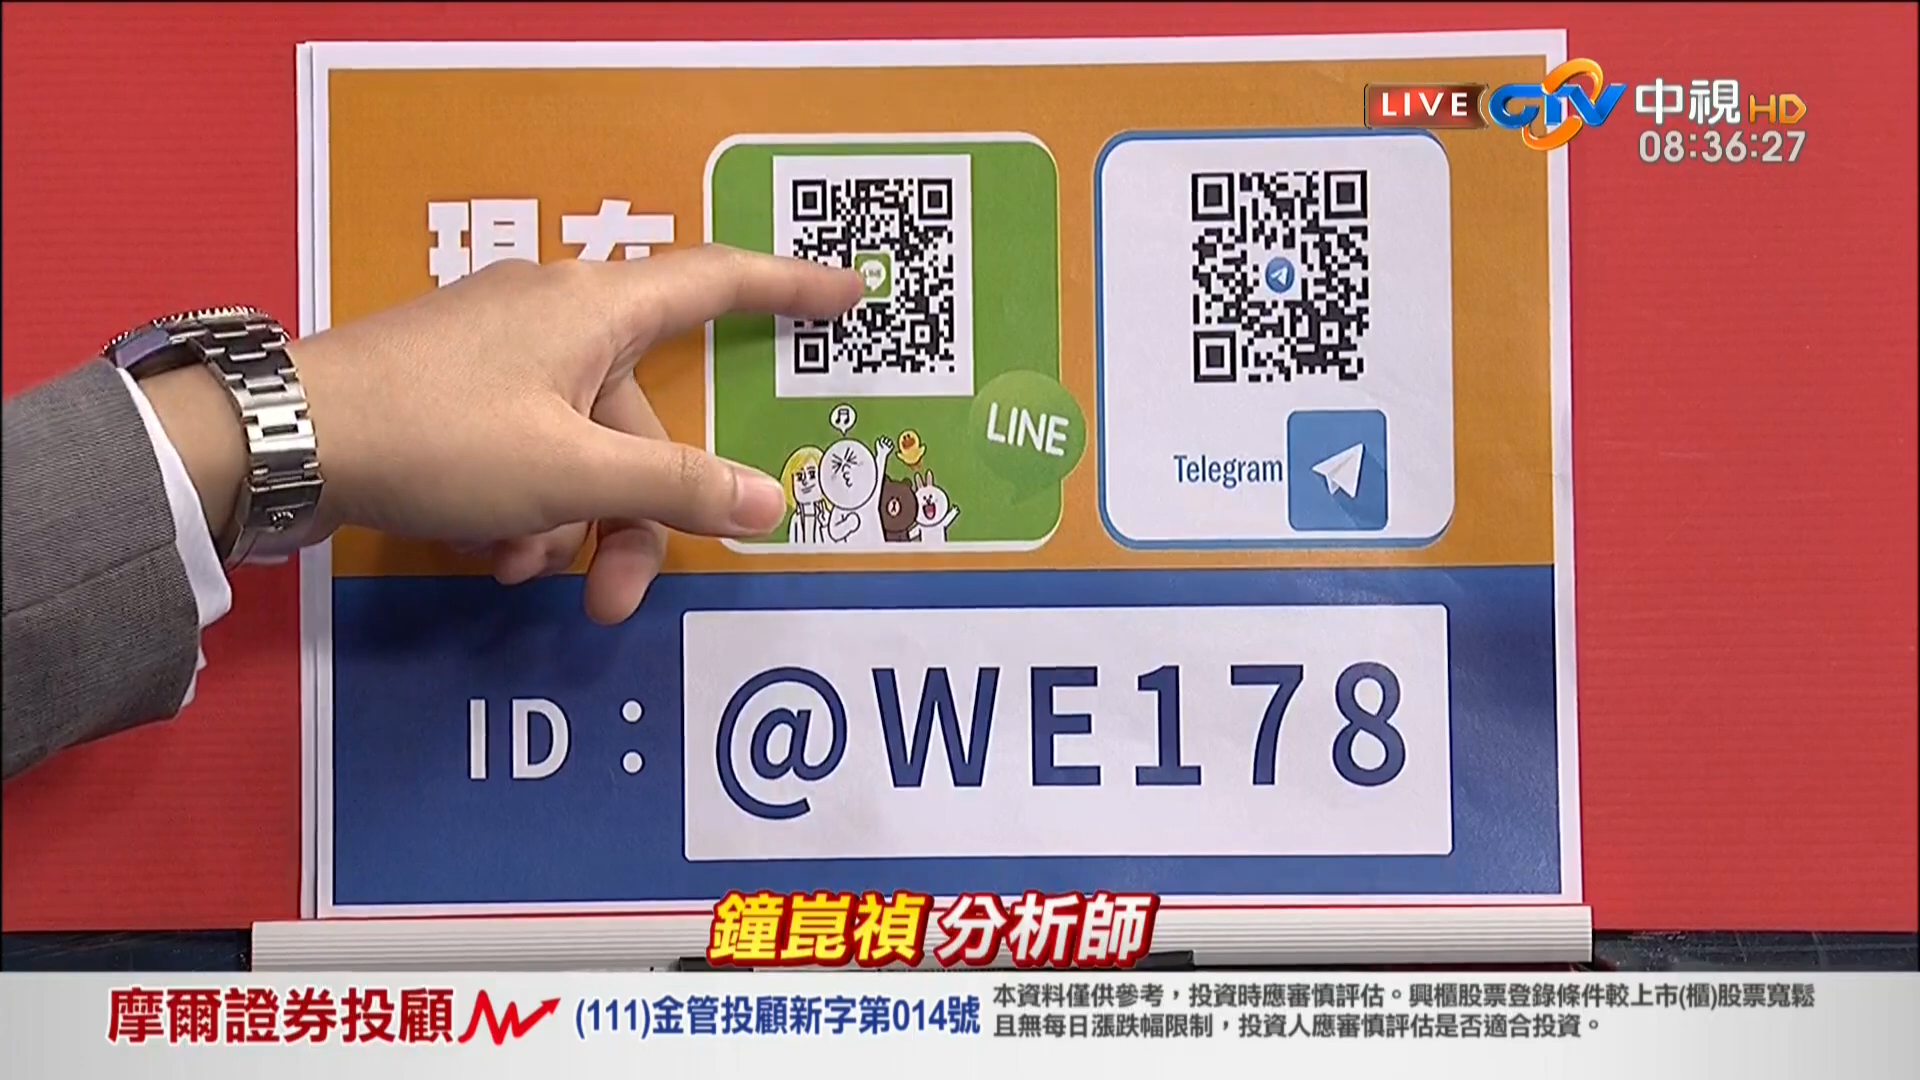 LIVE CTV 中視HD
08:36:27
現在
LINE
LINE
Telegram
ID：@WE178
鐘崑禎 分析師
摩爾證券投顧
(111)金管投顧新字第014號
本資料僅供參考，投資時應審慎評估。興櫃股票登錄條件較上市(櫃)股票寬鬆
且無每日漲跌幅限制，投資人應審慎評估是否適合投資。